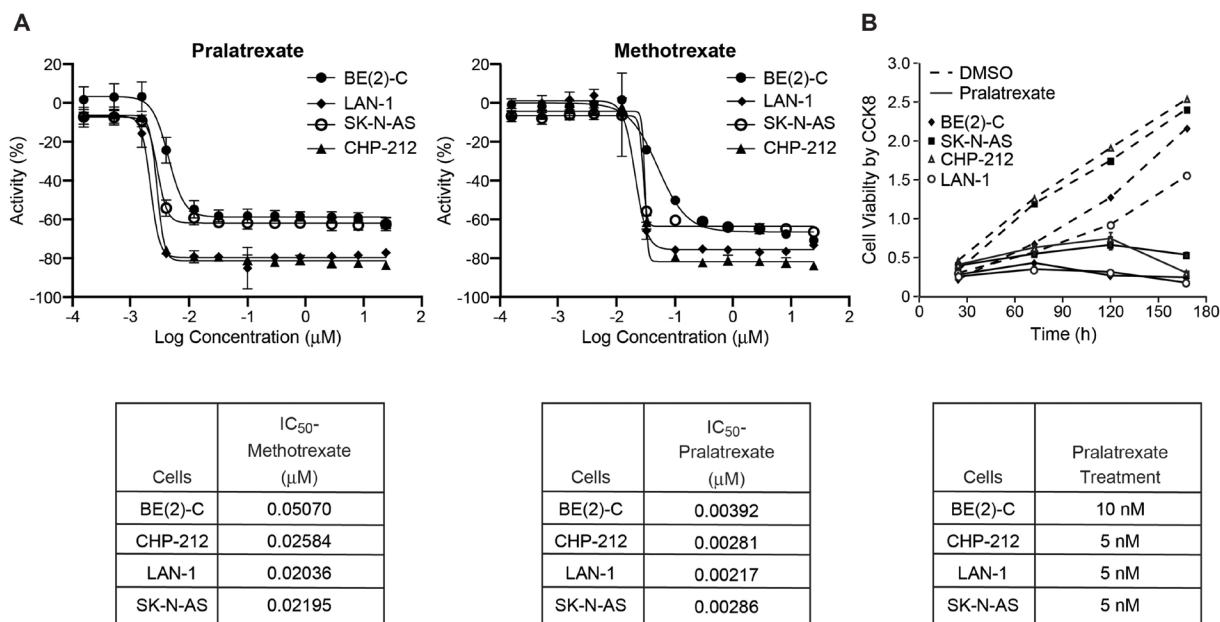 A
Pralatrexate
20
0
-20
-40
-60
-80
-100
Activity (%)
-4
-3
-2
-1
0
1
2
Log Concentration (μM)
BE(2)-C
LAN-1
SK-N-AS
CHP-212
Methotrexate
20
0
-20
-40
-60
-80
-100
Activity (%)
-4
-3
-2
-1
0
1
2
Log Concentration (μM)
BE(2)-C
LAN-1
SK-N-AS
CHP-212
B
3.0
2.5
2.0
1.5
1.0
0.5
0
Cell Viability by CCK8
0
30
60
90
120
150
180
Time (h)
DMSO
Pralatrexate
BE(2)-C
SK-N-AS
CHP-212
LAN-1
Cells
IC50-
Methotrexate
(μM)
BE(2)-C 0.05070
CHP-212 0.02584
LAN-1 0.02036
SK-N-AS 0.02195
Cells
IC50-
Pralatrexate
(μM)
BE(2)-C 0.00392
CHP-212 0.00281
LAN-1 0.00217
SK-N-AS 0.00286
Cells
Pralatrexate
Treatment
BE(2)-C 10 nM
CHP-212 5 nM
LAN-1 5 nM
SK-N-AS 5 nM